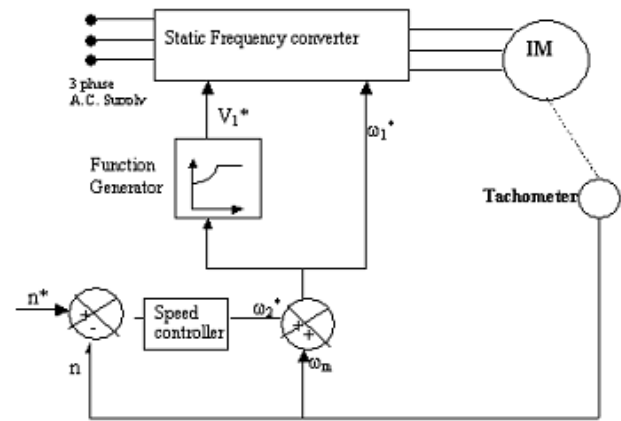 Static Frequency converter
IM
3 phase
A.C. Supply
V1*
ω1*
Function
Generator
Tachometer
n*
+
-
Speed
controller
ω2*
+
+
n
ωm